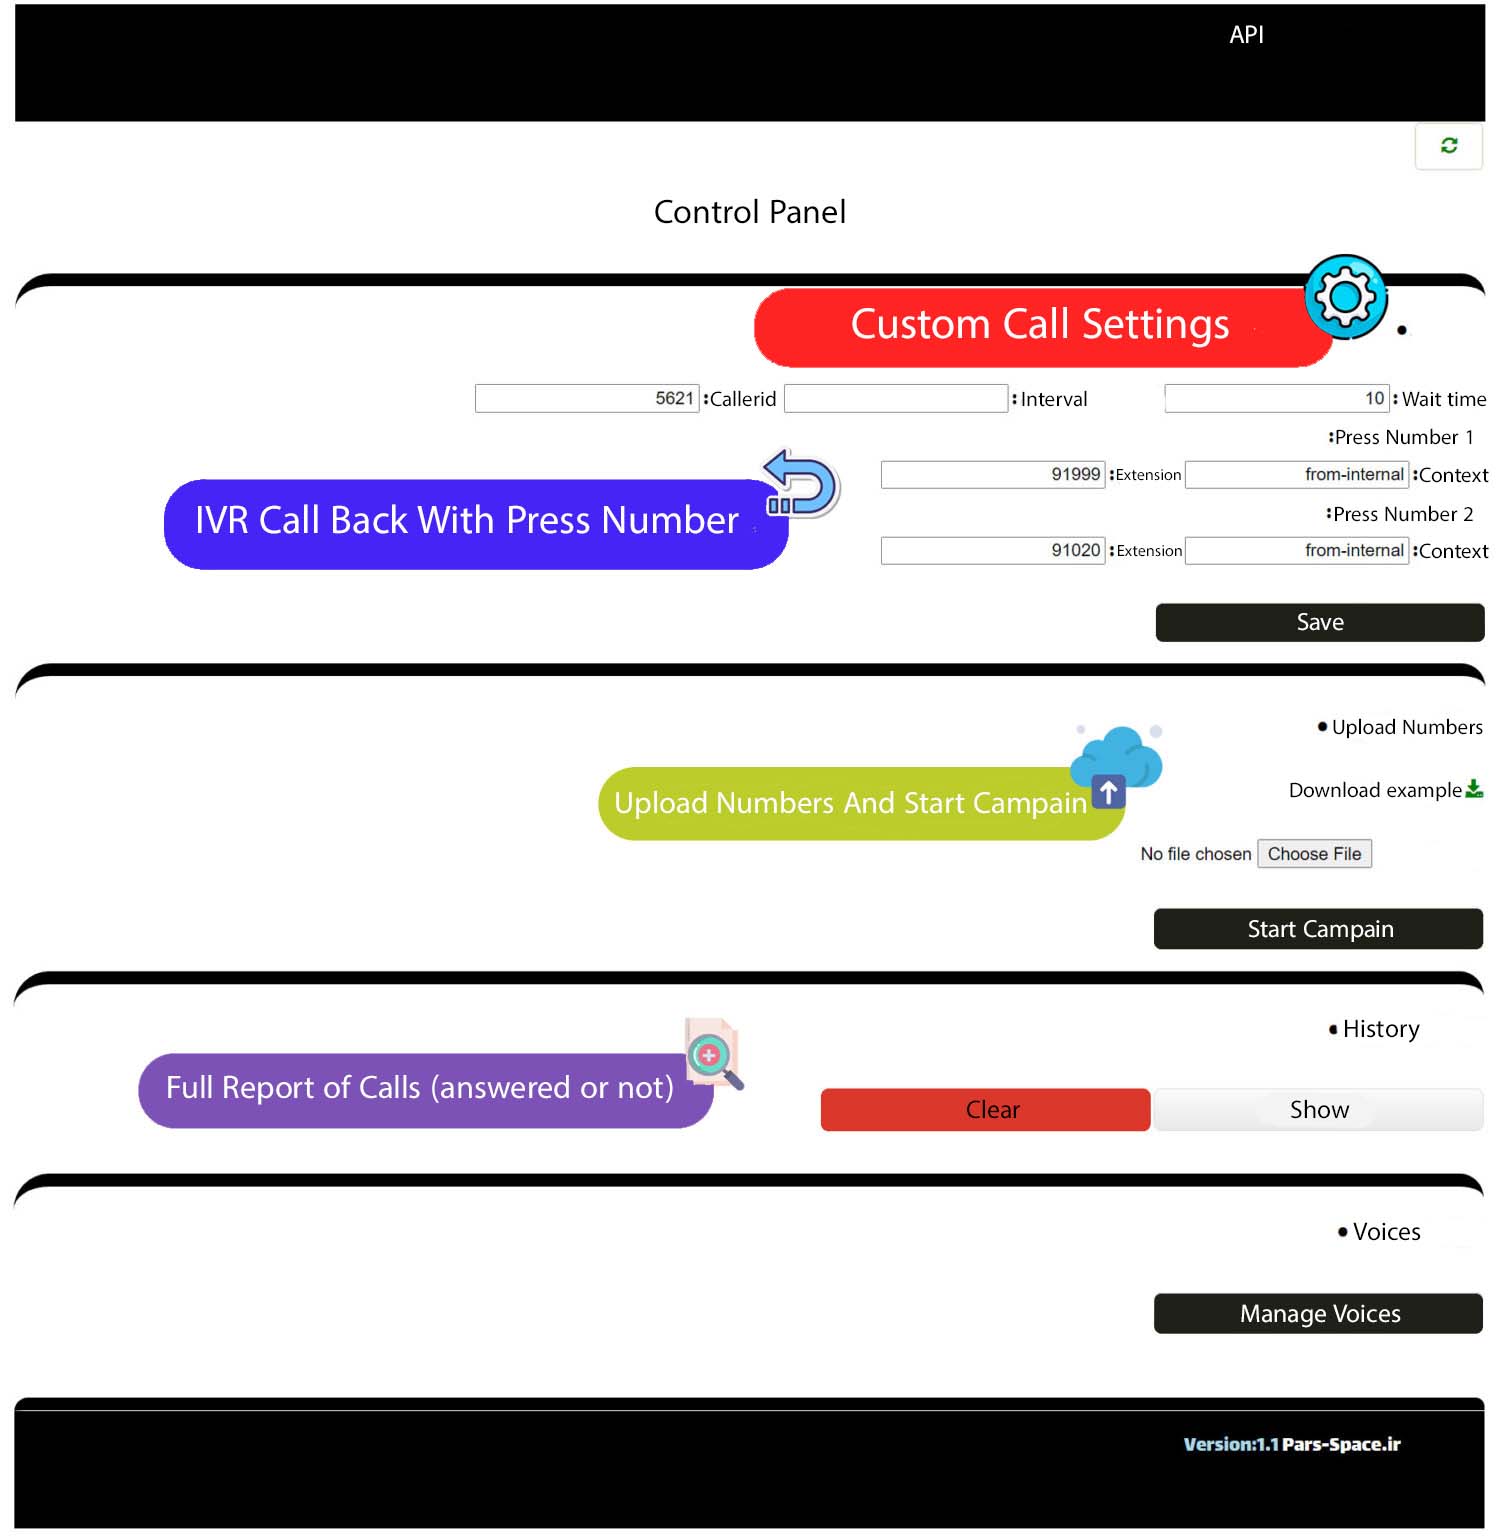 API
Control Panel
Custom Call Settings
5621 :Callerid :Interval 10 :Wait time
:Press Number 1
91999 :Extension from-internal :Context
IVR Call Back With Press Number
:Press Number 2
91020 :Extension from-internal :Context
Save
• Upload Numbers
Download example
Upload Numbers And Start Campain
No file chosen Choose File
Start Campain
• History
Full Report of Calls (answered or not)
Clear Show
• Voices
Manage Voices
Version:1.1 Pars-Space.ir